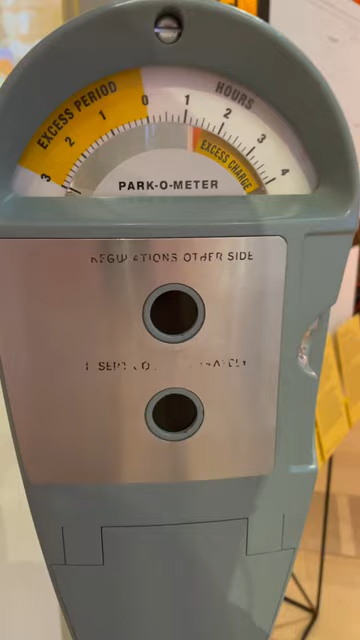 EXCESS PERIOD
HOURS
3 2 1 0 1 2 3 4
EXCESS CHARGE
PARK-O-METER
REGULATIONS OTHER SIDE